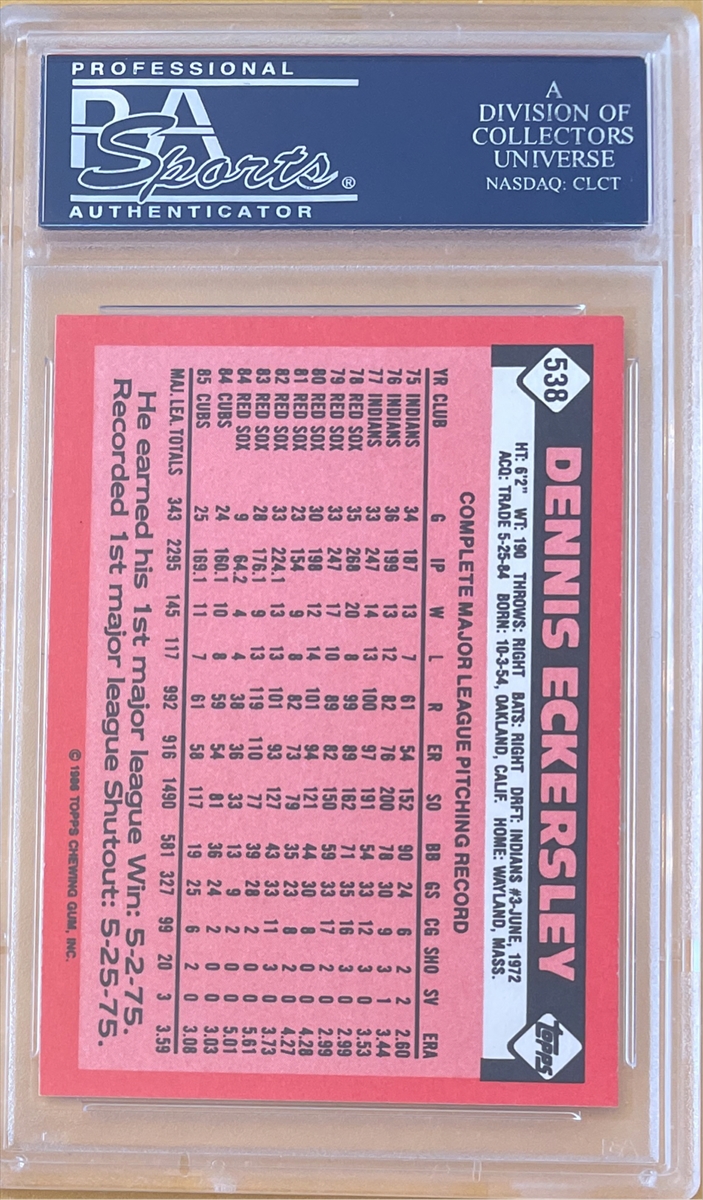 PROFESSIONAL
PSA
Sports®
AUTHENTICATOR
A
DIVISION OF
COLLECTORS
UNIVERSE
NASDAQ: CLCT
538
DENNIS ECKERSLEY
TOPPS
HT: 6'2" WT: 190 THROWS: RIGHT BATS: RIGHT DRFT: INDIANS #3-JUNE, 1972
ACQ: TRADE 5-25-84 BORN: 10-3-54, OAKLAND, CALIF. HOME: WAYLAND, MASS.
COMPLETE MAJOR LEAGUE PITCHING RECORD
YR CLUB G IP W L R ER SO BB GS CG SHO SV ERA
75 INDIANS 34 187 13 7 61 54 152 90 24 6 2 2 2.60
76 INDIANS 36 199 13 12 82 76 200 78 30 9 3 1 3.44
77 INDIANS 33 247 14 13 100 97 191 54 33 12 3 0 3.53
78 RED SOX 35 268 20 8 99 89 162 71 35 16 3 0 2.99
79 RED SOX 33 247 17 10 89 82 150 59 33 17 2 0 2.99
80 RED SOX 30 198 12 14 101 94 121 44 30 8 0 0 4.28
81 RED SOX 23 154 9 8 82 73 79 35 23 8 2 0 4.27
82 RED SOX 33 224.1 13 13 101 93 127 43 33 11 3 0 3.73
83 RED SOX 28 176.1 9 13 119 110 77 39 28 2 0 0 5.61
84 RED SOX 9 64.2 4 4 38 36 33 13 9 2 0 0 5.01
84 CUBS 24 160.1 10 8 59 54 81 36 24 2 0 0 3.03
85 CUBS 25 169.1 11 7 61 58 117 19 25 6 2 0 3.08
MAJ. LEA. TOTALS 343 2295 145 117 992 916 1490 581 327 99 20 3 3.59
He earned his 1st major league Win: 5-2-75.
Recorded 1st major league Shutout: 5-25-75.
© 1986 TOPPS CHEWING GUM, INC.